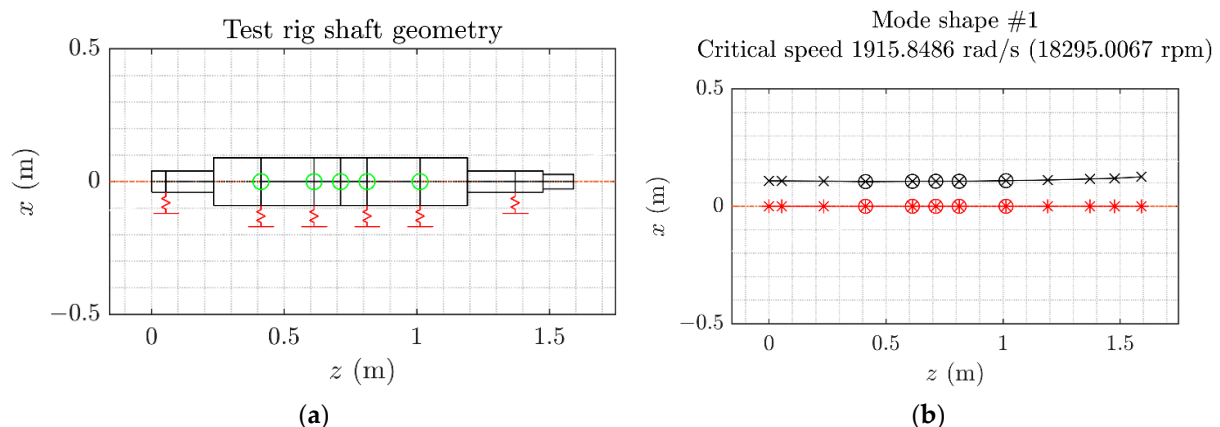 Test rig shaft geometry
0.5
0
−0.5
x (m)
0
0.5
1
1.5
z (m)
(a)
Mode shape #1
Critical speed 1915.8486 rad/s (18295.0067 rpm)
0.5
0
−0.5
x (m)
0
0.5
1
1.5
z (m)
(b)